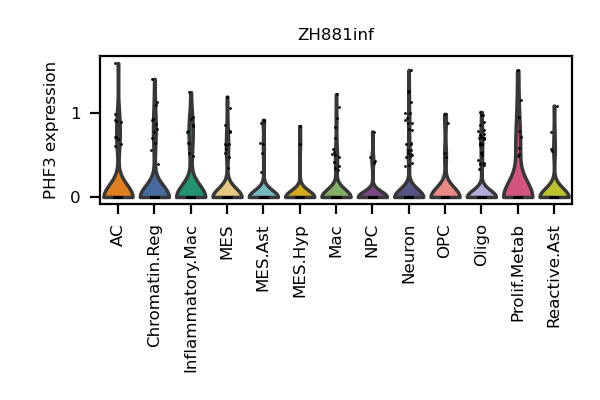 ZH881inf
PHF3 expression
1
0
AC
Chromatin.Reg
Inflammatory.Mac
MES
MES.Ast
MES.Hyp
Mac
NPC
Neuron
OPC
Oligo
Prolif.Metab
Reactive.Ast